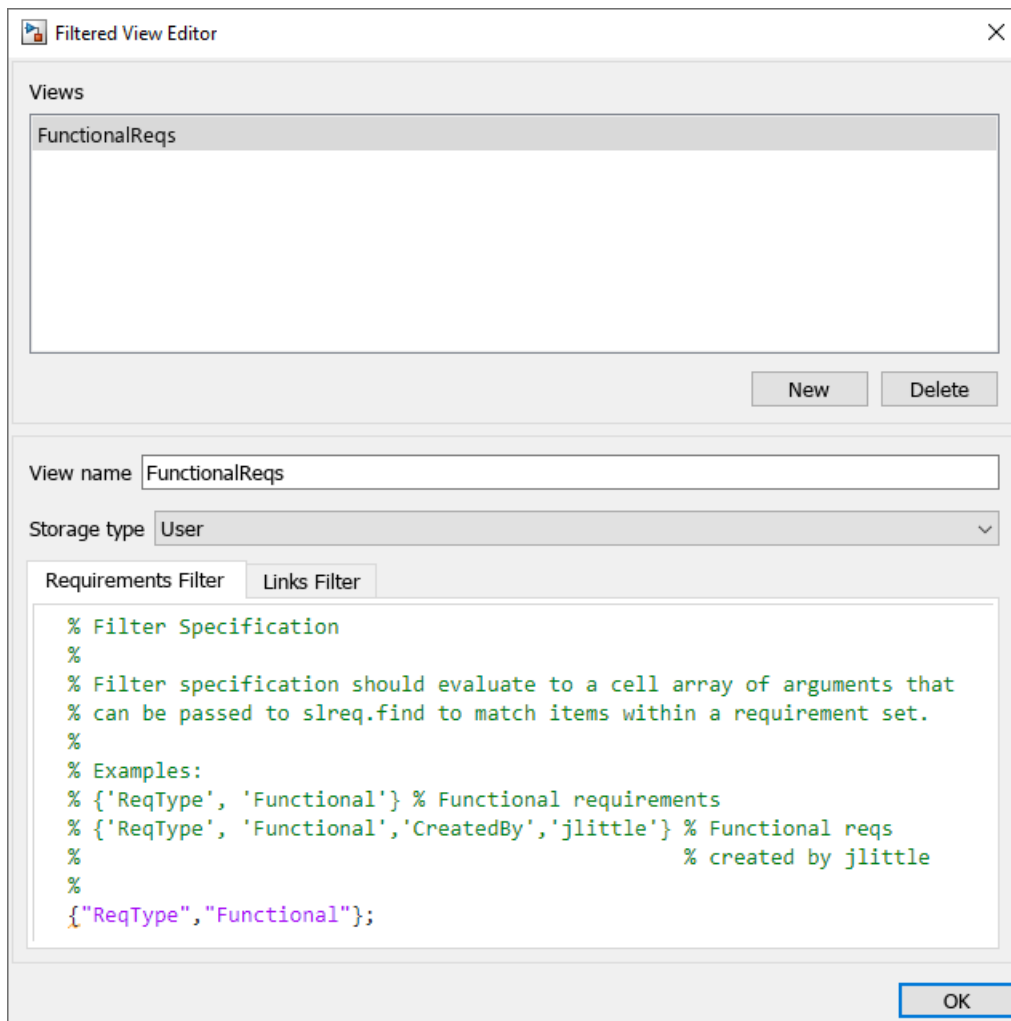 Filtered View Editor
Views
FunctionalReqs
New Delete
View name FunctionalReqs
Storage type User
Requirements Filter Links Filter
% Filter Specification
%
% Filter specification should evaluate to a cell array of arguments that
% can be passed to slreq.find to match items within a requirement set.
%
% Examples:
% {'ReqType', 'Functional'} % Functional requirements
% {'ReqType', 'Functional','CreatedBy','jlittle'} % Functional reqs
% % created by jlittle
%
{"ReqType","Functional"};
OK